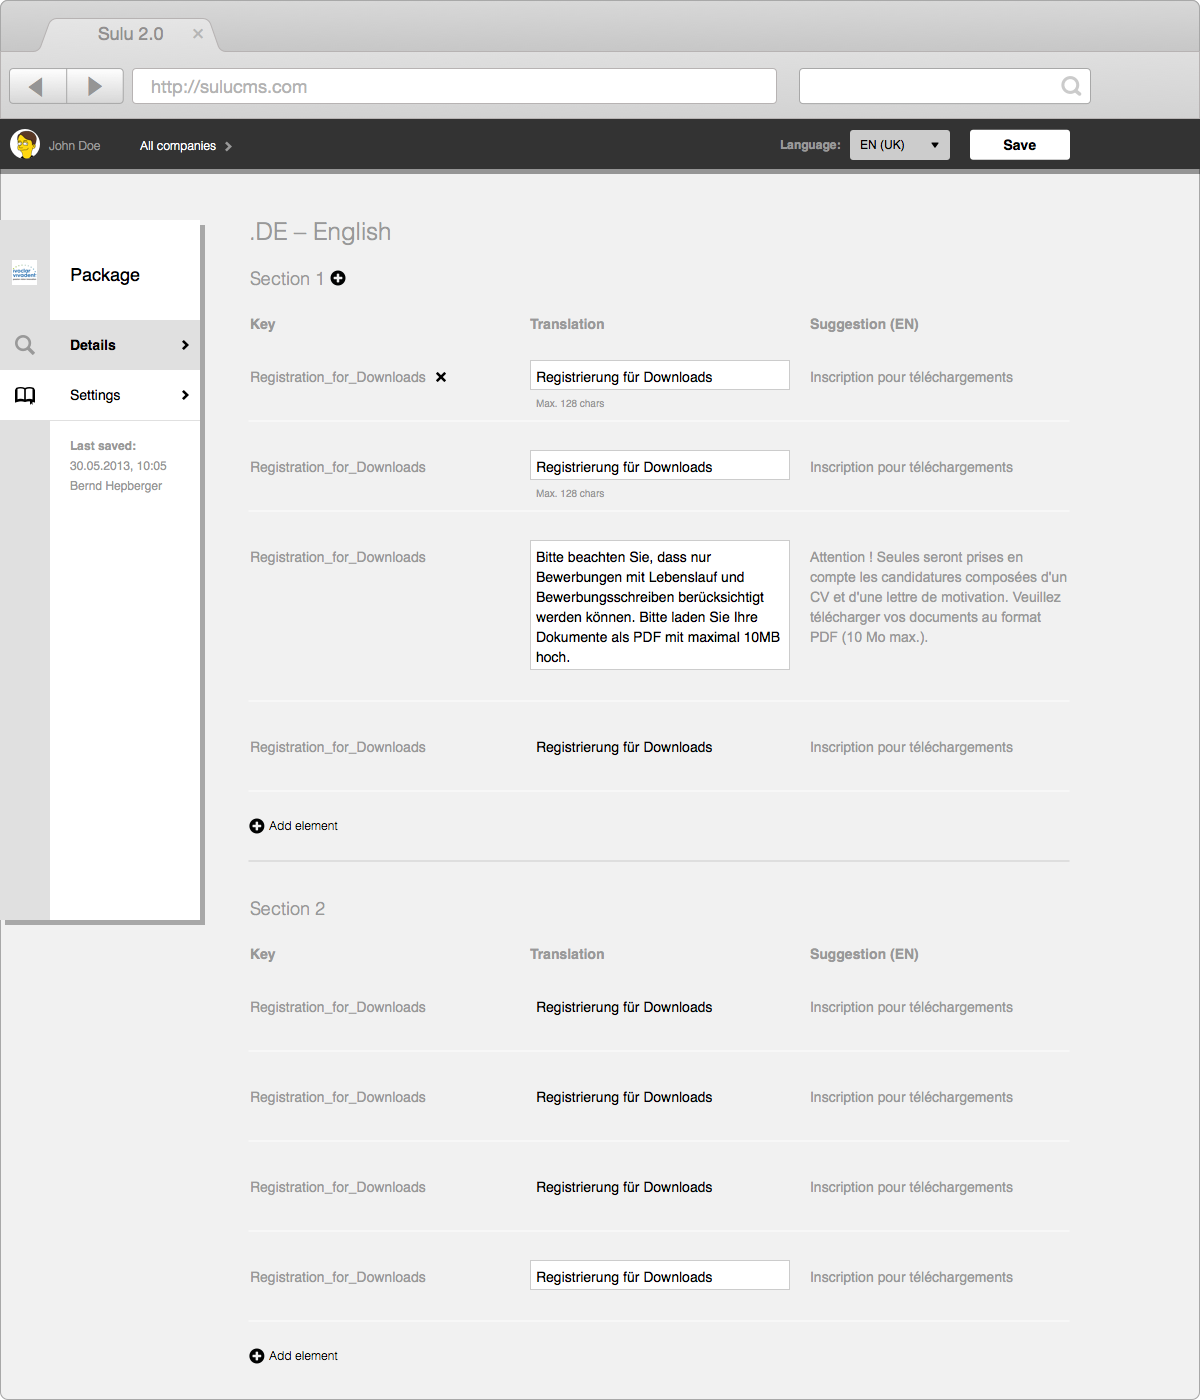 Sulu 2.0
http://sulucms.com
John Doe
All companies
Language:
EN (UK)
Save
ivoclar
vivadent
Package
Details
Settings
Last saved:
30.05.2013, 10:05
Bernd Hepberger
.DE – English
Section 1
Key
Translation
Suggestion (EN)
Registration_for_Downloads
Registrierung für Downloads
Inscription pour téléchargements
Max. 128 chars
Registration_for_Downloads
Registrierung für Downloads
Inscription pour téléchargements
Max. 128 chars
Registration_for_Downloads
Bitte beachten Sie, dass nur
Bewerbungen mit Lebenslauf und
Bewerbungsschreiben berücksichtigt
werden können. Bitte laden Sie Ihre
Dokumente als PDF mit maximal 10MB
hoch.
Attention ! Seules seront prises en
compte les candidatures composées d'un
CV et d'une lettre de motivation. Veuillez
télécharger vos documents au format
PDF (10 Mo max.).
Registration_for_Downloads
Registrierung für Downloads
Inscription pour téléchargements
Add element
Section 2
Key
Translation
Suggestion (EN)
Registration_for_Downloads
Registrierung für Downloads
Inscription pour téléchargements
Registration_for_Downloads
Registrierung für Downloads
Inscription pour téléchargements
Registration_for_Downloads
Registrierung für Downloads
Inscription pour téléchargements
Registration_for_Downloads
Registrierung für Downloads
Inscription pour téléchargements
Add element